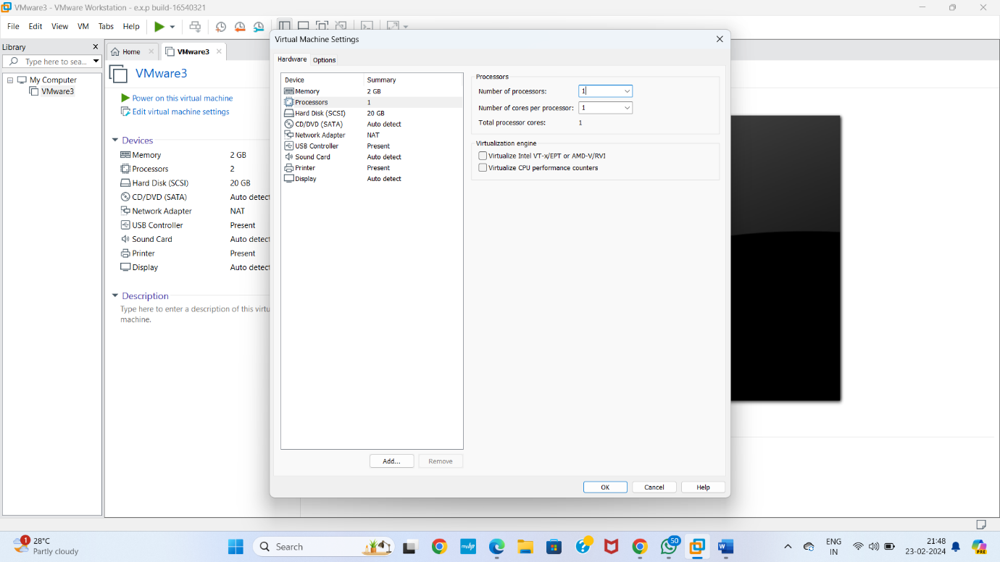 VMware3 - VMware Workstation - e.x.p build-16540321
File Edit View VM Tabs Help
Library
Type here to sea...
My Computer
VMware3
Home
VMware3
VMware3
Power on this virtual machine
Edit virtual machine settings
Devices
Memory 2 GB
Processors 2
Hard Disk (SCSI) 20 GB
CD/DVD (SATA) Auto detect
Network Adapter NAT
USB Controller Present
Sound Card Auto detect
Printer Present
Display Auto detect
Description
Type here to enter a description of this virtu
machine.
Virtual Machine Settings
Hardware Options
Device Summary
Memory 2 GB
Processors 1
Hard Disk (SCSI) 20 GB
CD/DVD (SATA) Auto detect
Network Adapter NAT
USB Controller Present
Sound Card Auto detect
Printer Present
Display Auto detect
Add... Remove
Processors
Number of processors: 1
Number of cores per processor: 1
Total processor cores: 1
Virtualization engine
Virtualize Intel VT-x/EPT or AMD-V/RVI
Virtualize CPU performance counters
OK Cancel Help
1
28°C
Partly cloudy
Search
myhp
50
ENG
IN
21:48
23-02-2024
PRE